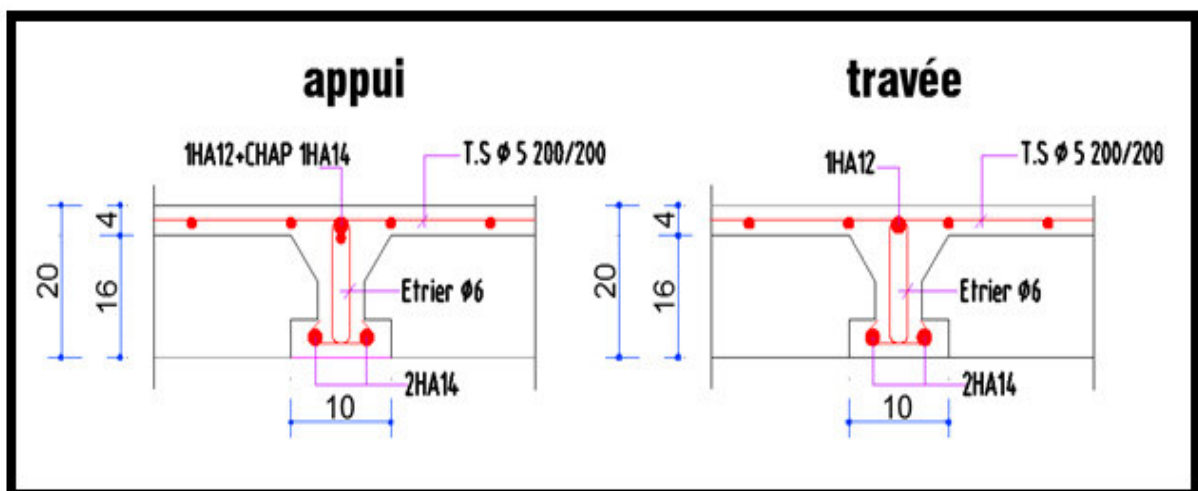 appui
1HA12+CHAP 1HA14
T.S ϕ 5 200/200
4
20
16
Etrier ϕ6
2HA14
10
travée
1HA12
T.S ϕ 5 200/200
4
20
16
Etrier ϕ6
2HA14
10